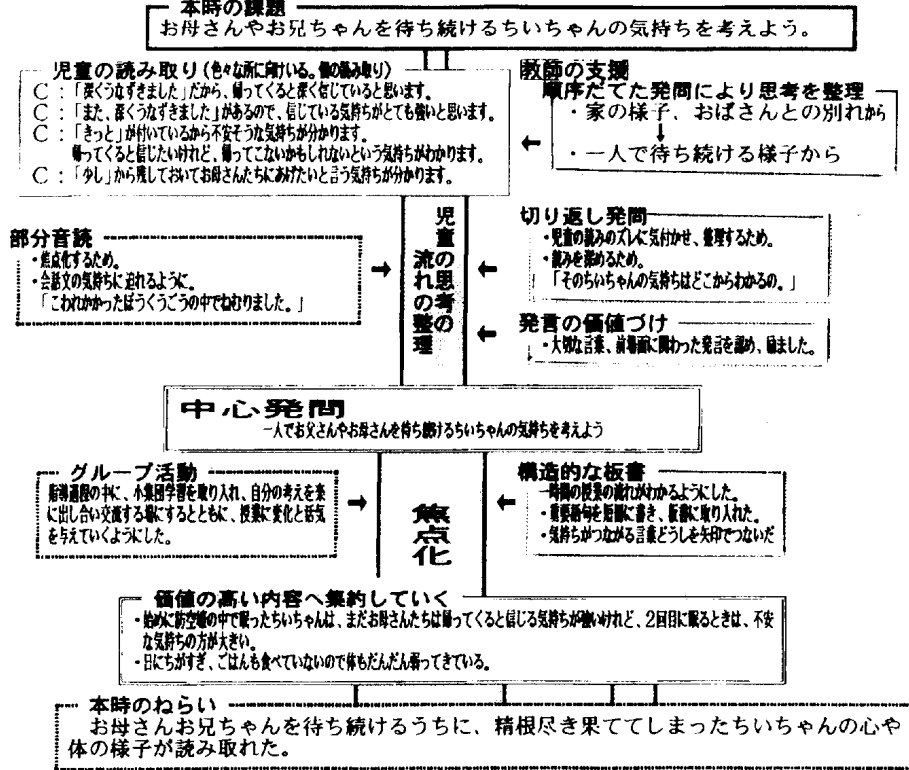 本時の課題
お母さんやお兄ちゃんを待ち続けるちいちゃんの気持ちを考えよう。
児童の読み取り(色々な所に向けいる。個の読み取り)
C:「深くうなずきました」だから、帰ってくると深く信じていると思います。
C:「また、深くうなずきました」があるので、信じている気持ちがとても強いと思います。
C:「きっと」が付いているから不安そうな気持ちが分かります。
帰ってくると信じたいけれど、帰ってこないかもしれないという気持ちがわかります。
C:「少し」から残しておいてお母さんたちにあげたいと言う気持ちが分かります。
教師の支援
順序だてた発問により思考を整理
・家の様子、おばさんとの別れから
↓
・一人で待ち続ける様子から
←
部分音読
・焦点化するため。
・会話文の気持ちに迫れるように。
「こわれかかったぼうくうごうの中でねむりました。」
→
児童の思考の
流れの整理
←
切り返し発問
・児童の読みのズレに気付かせ、整理するため。
・読みを深めるため。
「そのちいちゃんの気持ちはどこからわかるの。」
←
発言の価値づけ
・大切な言葉、前場面に関わった発言を認め、励ました。
中心発問
一人でお父さんやお母さんを待ち続けるちいちゃんの気持ちを考えよう
グループ活動
指導過程の中に、小集団学習を取り入れ、自分の考えを楽
に出し合い交流する場にするとともに、授業に変化と活気
を与えていくようにした。
→
焦点化
←
構造的な板書
一時間の授業の流れがわかるようにした。
・重要語句を短冊に書き、板書に取り入れた。
・気持ちがつながる言葉どうしを矢印でつないだ
価値の高い内容へ集約していく
・始めに防空壕の中で眠ったちいちゃんは、まだお母さんたちは帰ってくると信じる気持ちが強いけれど、2回目に眠るときは、不安
な気持ちの方が大きい。
・日にちがすぎ、ごはんも食べていないので体もだんだん弱ってきている。
本時のねらい
お母さんお兄ちゃんを待ち続けるうちに、精根尽き果ててしまったちいちゃんの心や
体の様子が読み取れた。